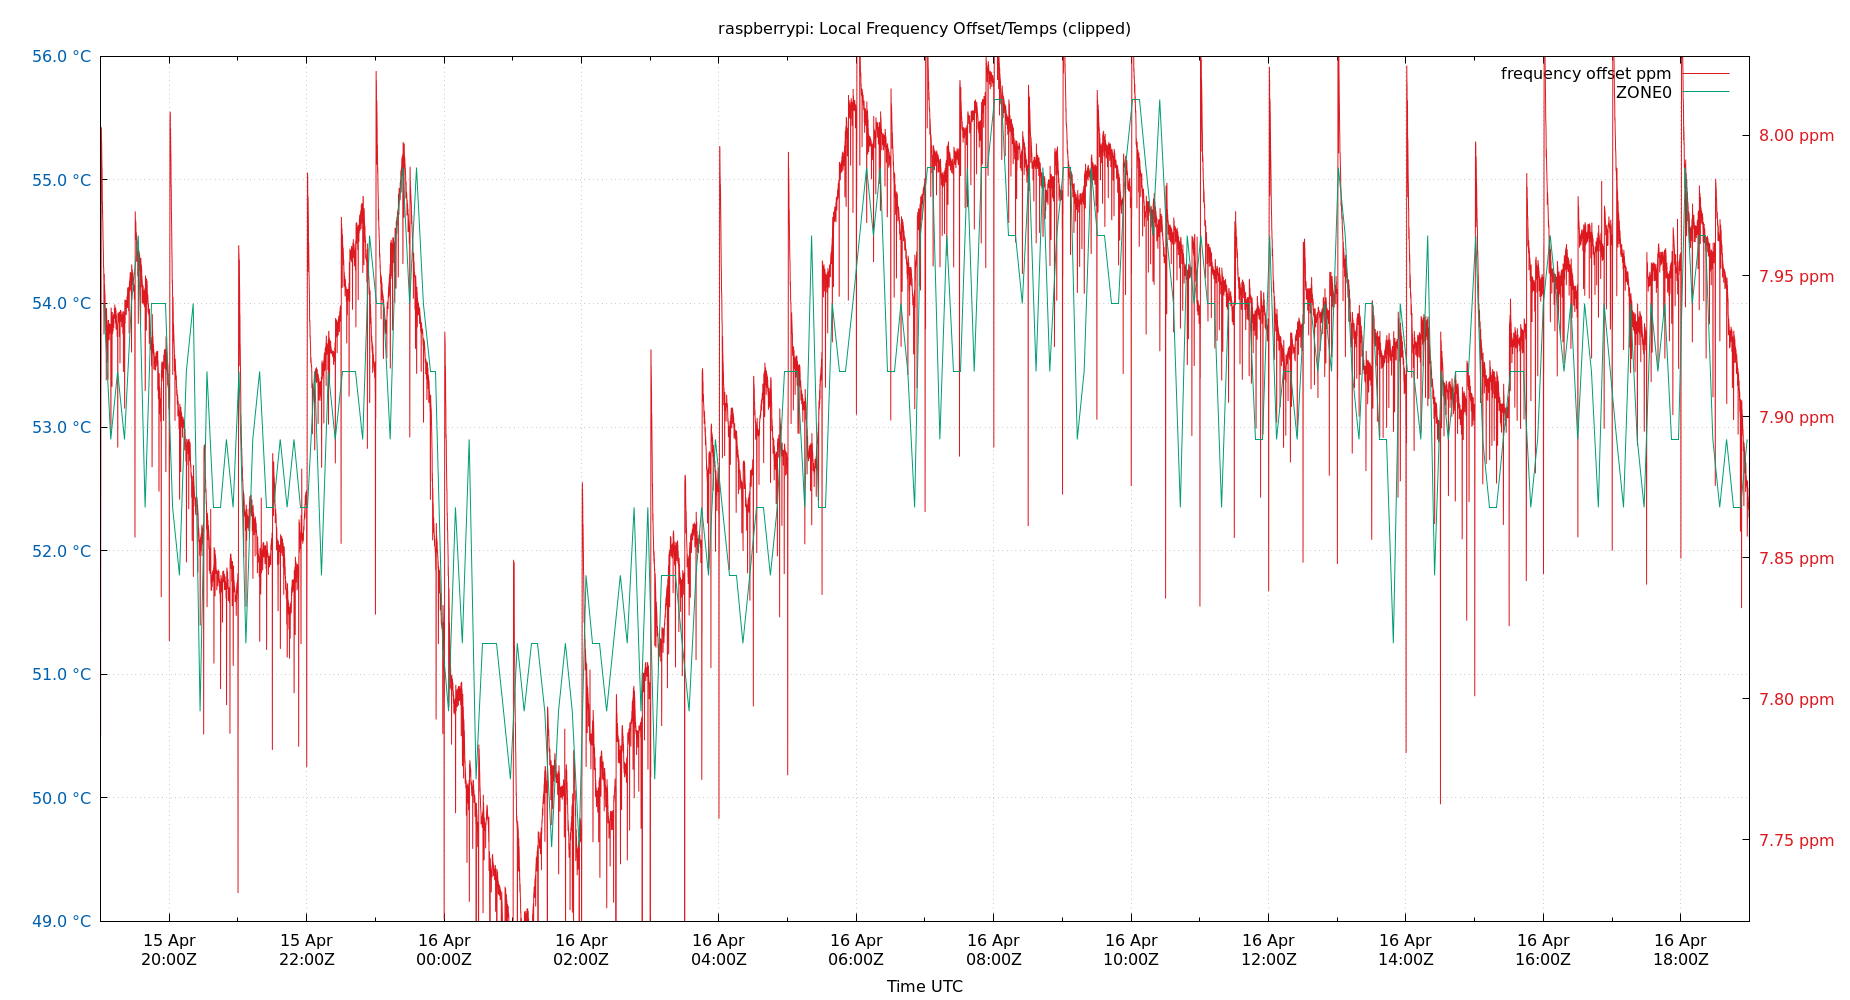 raspberrypi: Local Frequency Offset/Temps (clipped)
frequency offset ppm
ZONE0
56.0 °C
55.0 °C
54.0 °C
53.0 °C
52.0 °C
51.0 °C
50.0 °C
49.0 °C
8.00 ppm
7.95 ppm
7.90 ppm
7.85 ppm
7.80 ppm
7.75 ppm
15 Apr
20:00Z
15 Apr
22:00Z
16 Apr
00:00Z
16 Apr
02:00Z
16 Apr
04:00Z
16 Apr
06:00Z
16 Apr
08:00Z
16 Apr
10:00Z
16 Apr
12:00Z
16 Apr
14:00Z
16 Apr
16:00Z
16 Apr
18:00Z
Time UTC